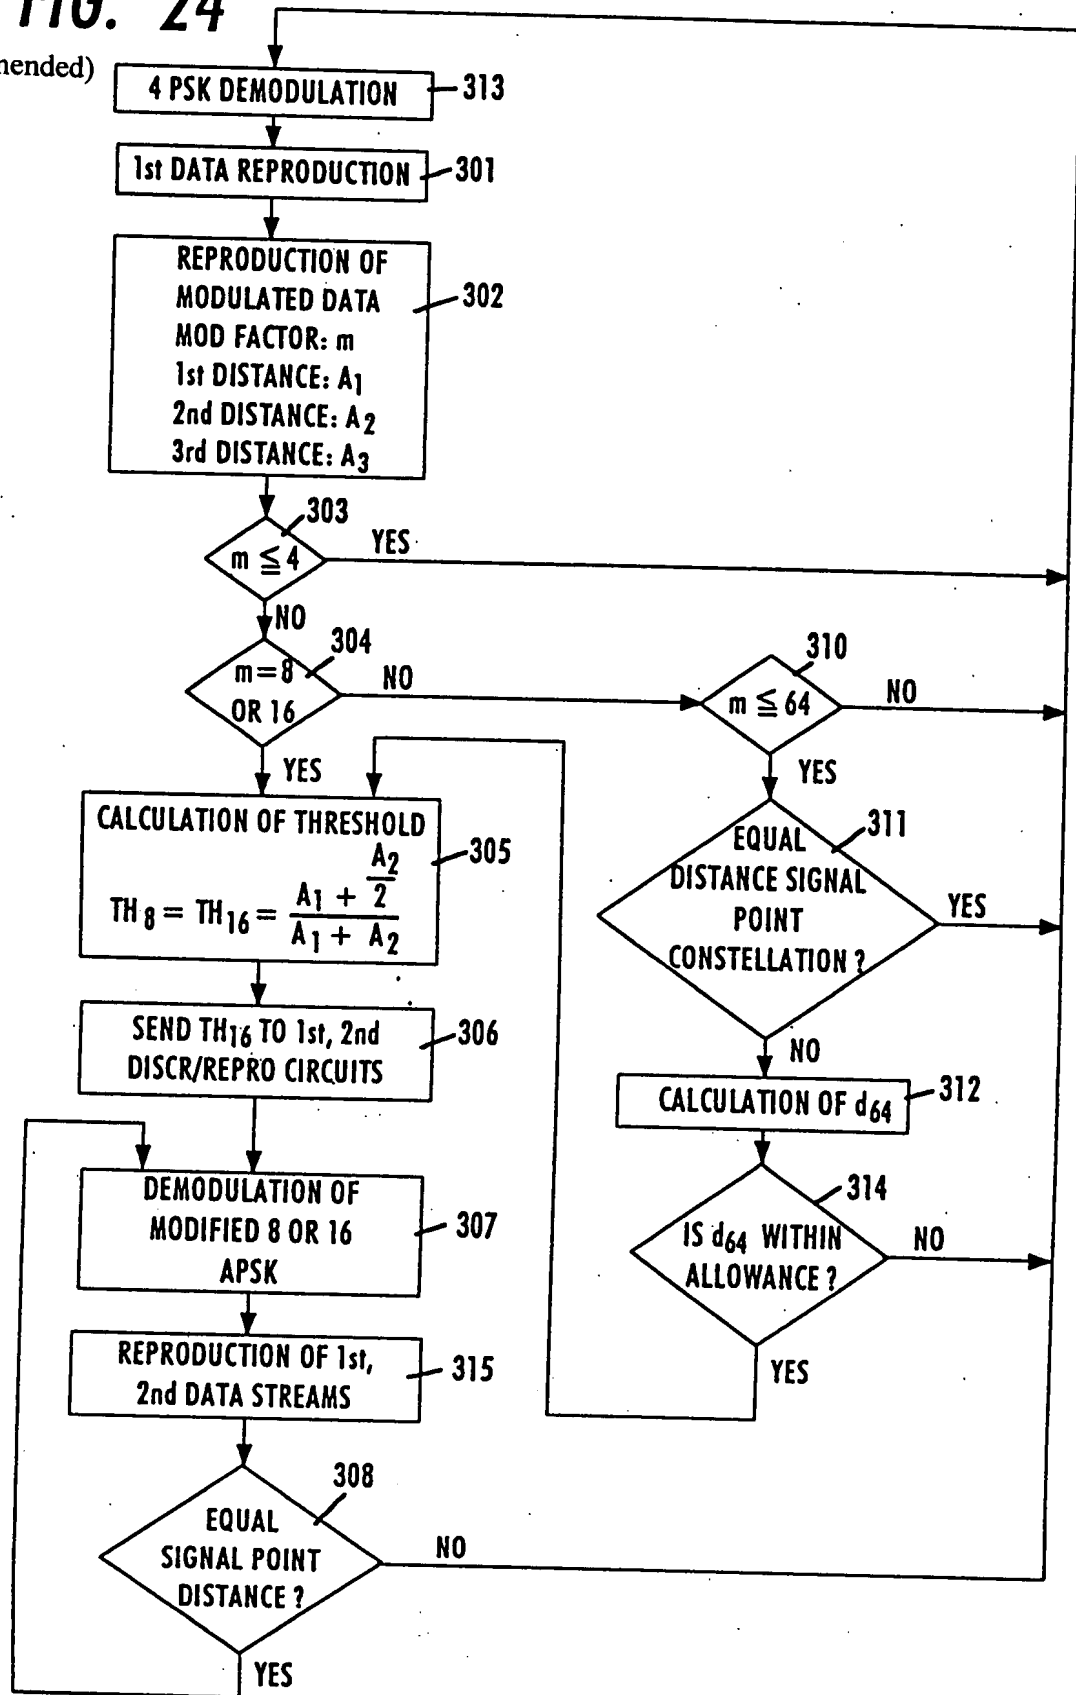 FIG. 24
nended)
4 PSK DEMODULATION
313
1st DATA REPRODUCTION
301
REPRODUCTION OF
MODULATED DATA
MOD FACTOR: m
1st DISTANCE: A1
2nd DISTANCE: A2
3rd DISTANCE: A3
302
303
m ≦ 4
YES
NO
304
m=8
OR 16
NO
YES
310
m ≦ 64
NO
YES
CALCULATION OF THRESHOLD
TH8 = TH16 = (A1 + A2/2)/(A1 + A2)
305
311
EQUAL
DISTANCE SIGNAL
POINT
CONSTELLATION ?
YES
NO
SEND TH16 TO 1st, 2nd
DISCR/REPRO CIRCUITS
306
CALCULATION OF d64
312
DEMODULATION OF
MODIFIED 8 OR 16
APSK
307
314
IS d64 WITHIN
ALLOWANCE ?
NO
YES
REPRODUCTION OF 1st,
2nd DATA STREAMS
315
308
EQUAL
SIGNAL POINT
DISTANCE ?
NO
YES